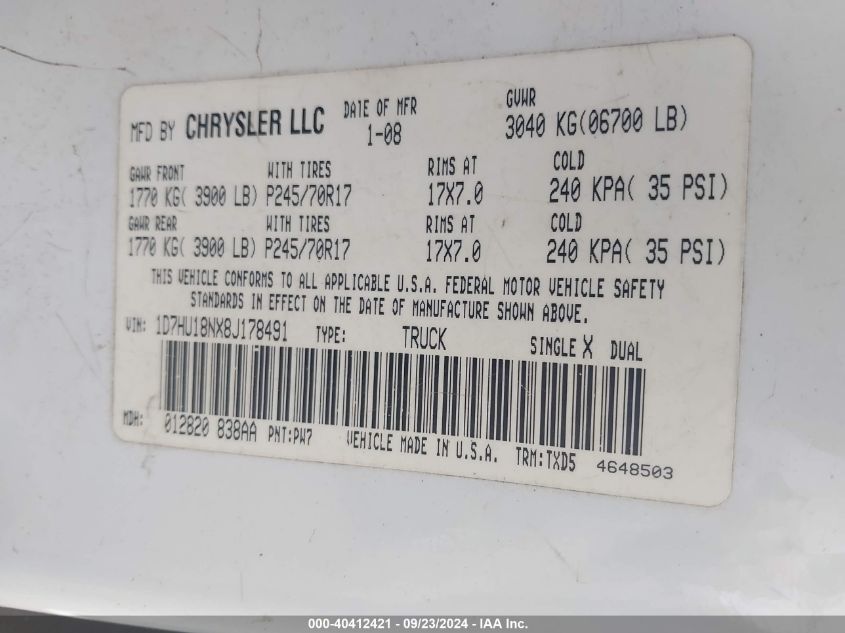 MFD BY CHRYSLER LLC DATE OF MFR GVWR
1-08 3040 KG(06700 LB)
GAWR FRONT WITH TIRES RIMS AT COLD
1770 KG( 3900 LB) P245/70R17 17X7.0 240 KPA( 35 PSI)
GAWR REAR WITH TIRES RIMS AT COLD
1770 KG( 3900 LB) P245/70R17 17X7.0 240 KPA( 35 PSI)
THIS VEHICLE CONFORMS TO ALL APPLICABLE U.S.A. FEDERAL MOTOR VEHICLE SAFETY
STANDARDS IN EFFECT ON THE DATE OF MANUFACTURE SHOWN ABOVE.
VIN: 1D7HU18NX8J178491 TYPE: TRUCK SINGLE X DUAL
MDH: 012820 838AA PNT:PW7 VEHICLE MADE IN U.S.A. TRM:TXD5 4648503
000-40412421 - 09/23/2024 - IAA Inc.